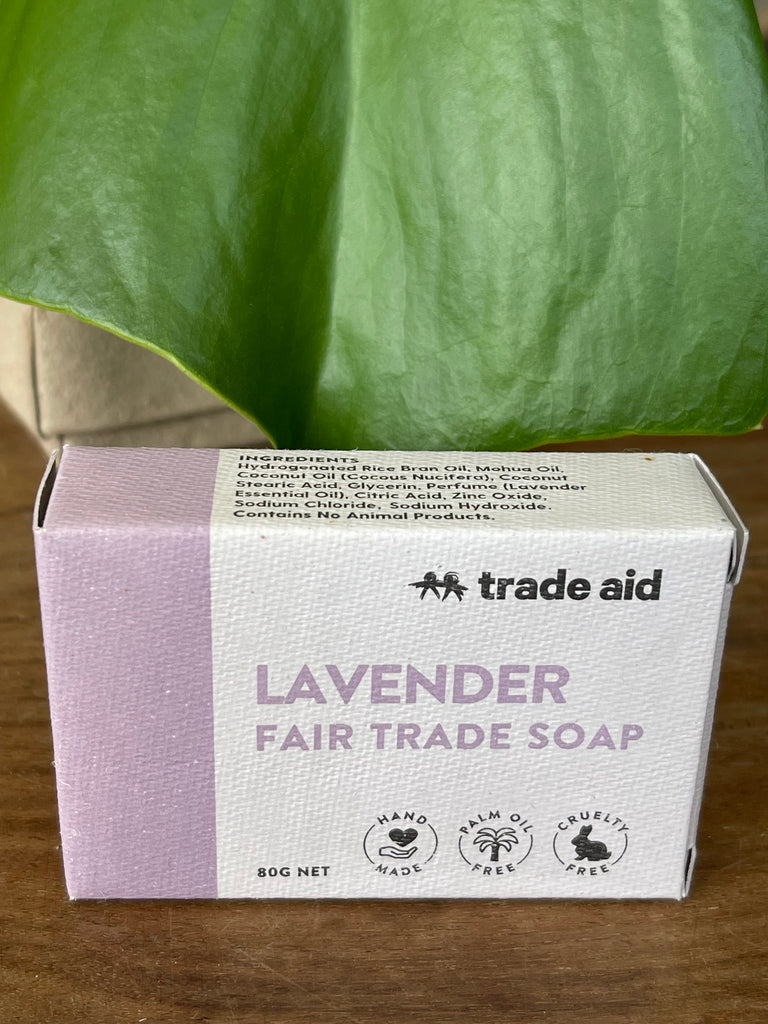 INGREDIENTS
Hydrogenated Rice Bran Oil, Mohua Oil,
Coconut Oil (Cocous Nucifera), Coconut
Stearic Acid, Glycerin, Perfume (Lavender
Essential Oil), Citric Acid, Zinc Oxide,
Sodium Chloride, Sodium Hydroxide.
Contains No Animal Products.
trade aid
LAVENDER
FAIR TRADE SOAP
80G NET
HAND
MADE
PALM OIL
FREE
CRUELTY
FREE